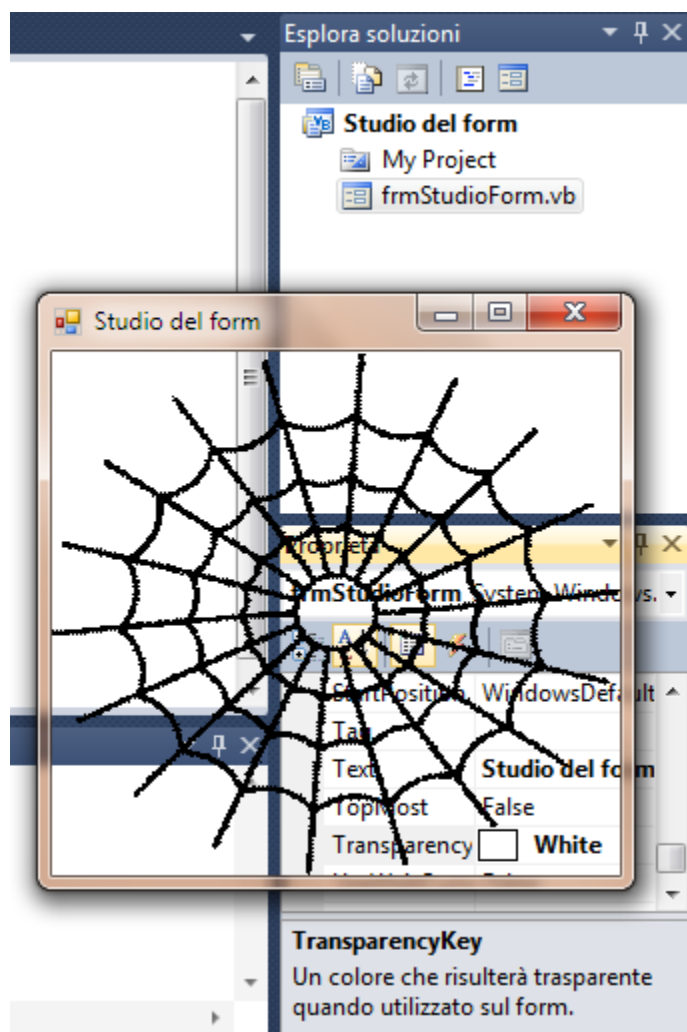 Esplora soluzioni
Studio del form
My Project
frmStudioForm.vb
Studio del form
Proprietà
frmStudioForm System.Windows.
StartPosition WindowsDefault
Tag
Text Studio del form
TopMost False
Transparency White
TransparencyKey
Un colore che risulterà trasparente
quando utilizzato sul form.